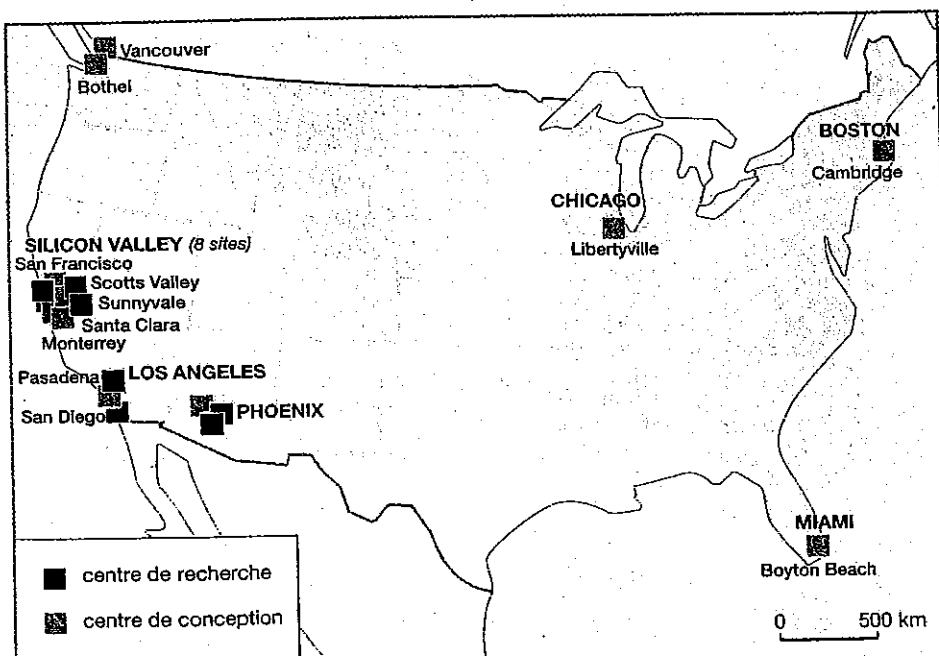 Vancouver
Bothel
BOSTON
Cambridge
CHICAGO
Libertyville
SILICON VALLEY (8 sites)
San Francisco
Scotts Valley
Sunnyvale
Santa Clara
Monterrey
Pasadena
LOS ANGELES
San Diego
PHOENIX
MIAMI
Boyton Beach
centre de recherche
centre de conception
0 500 km